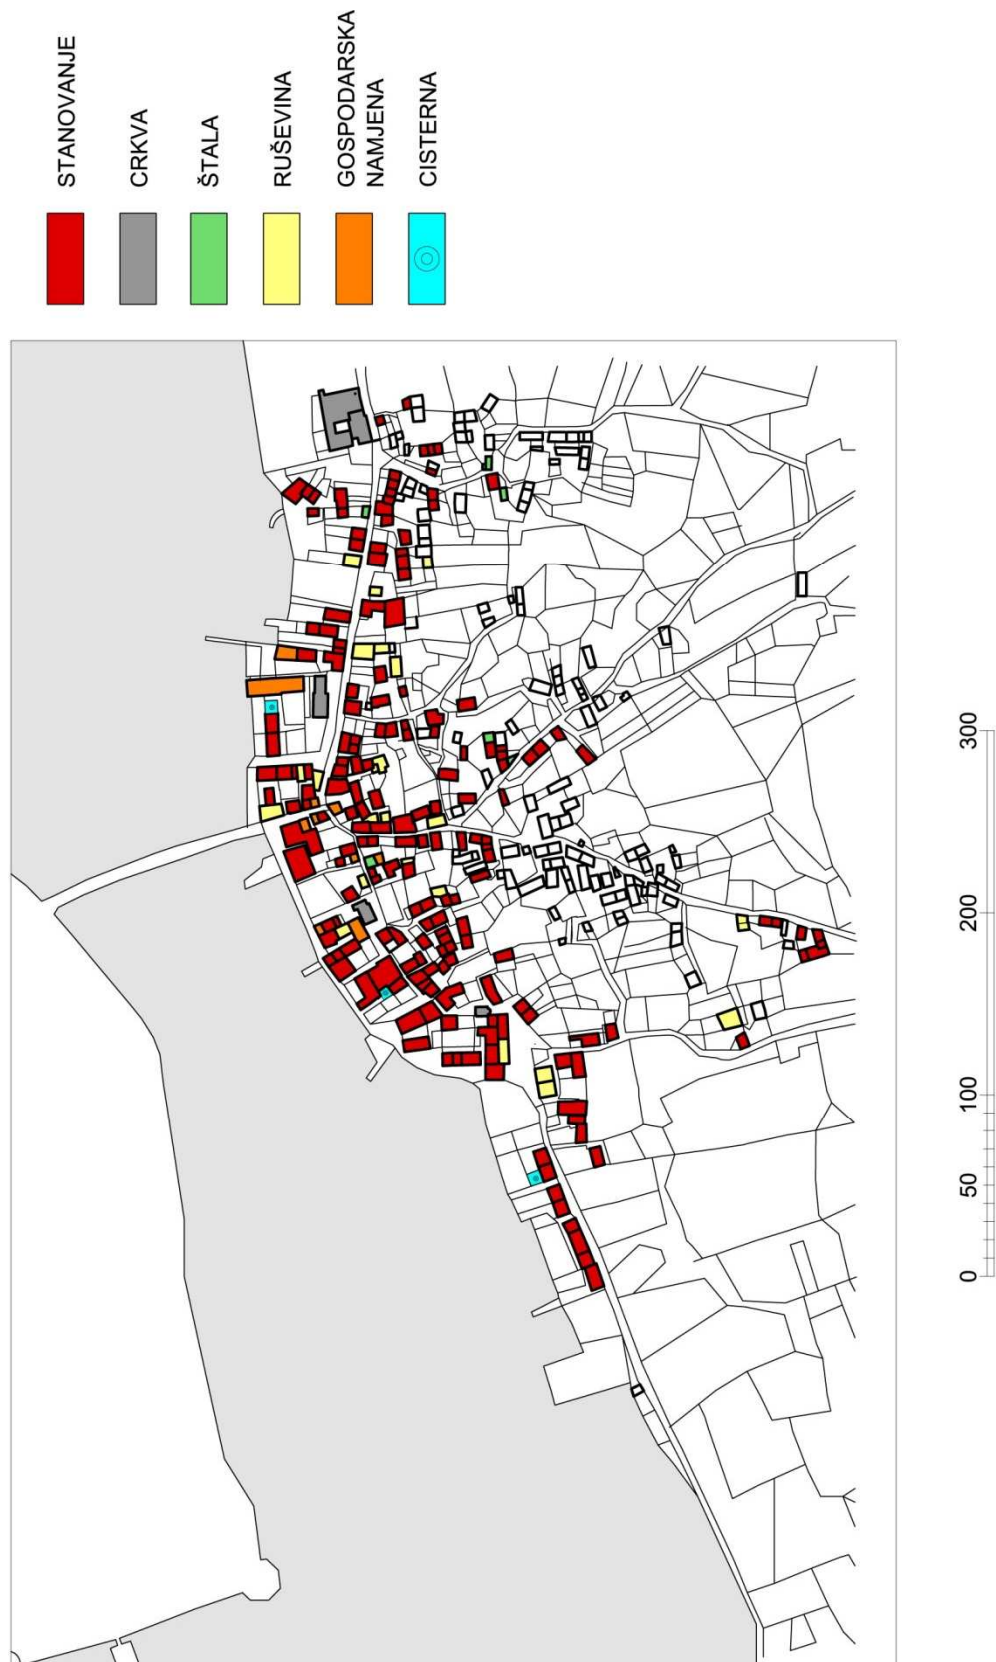 STANOVANJE
CRKVA
ŠTALA
RUŠEVINA
GOSPODARSKA
NAMJENA
CISTERNA
0 50 100 200 300